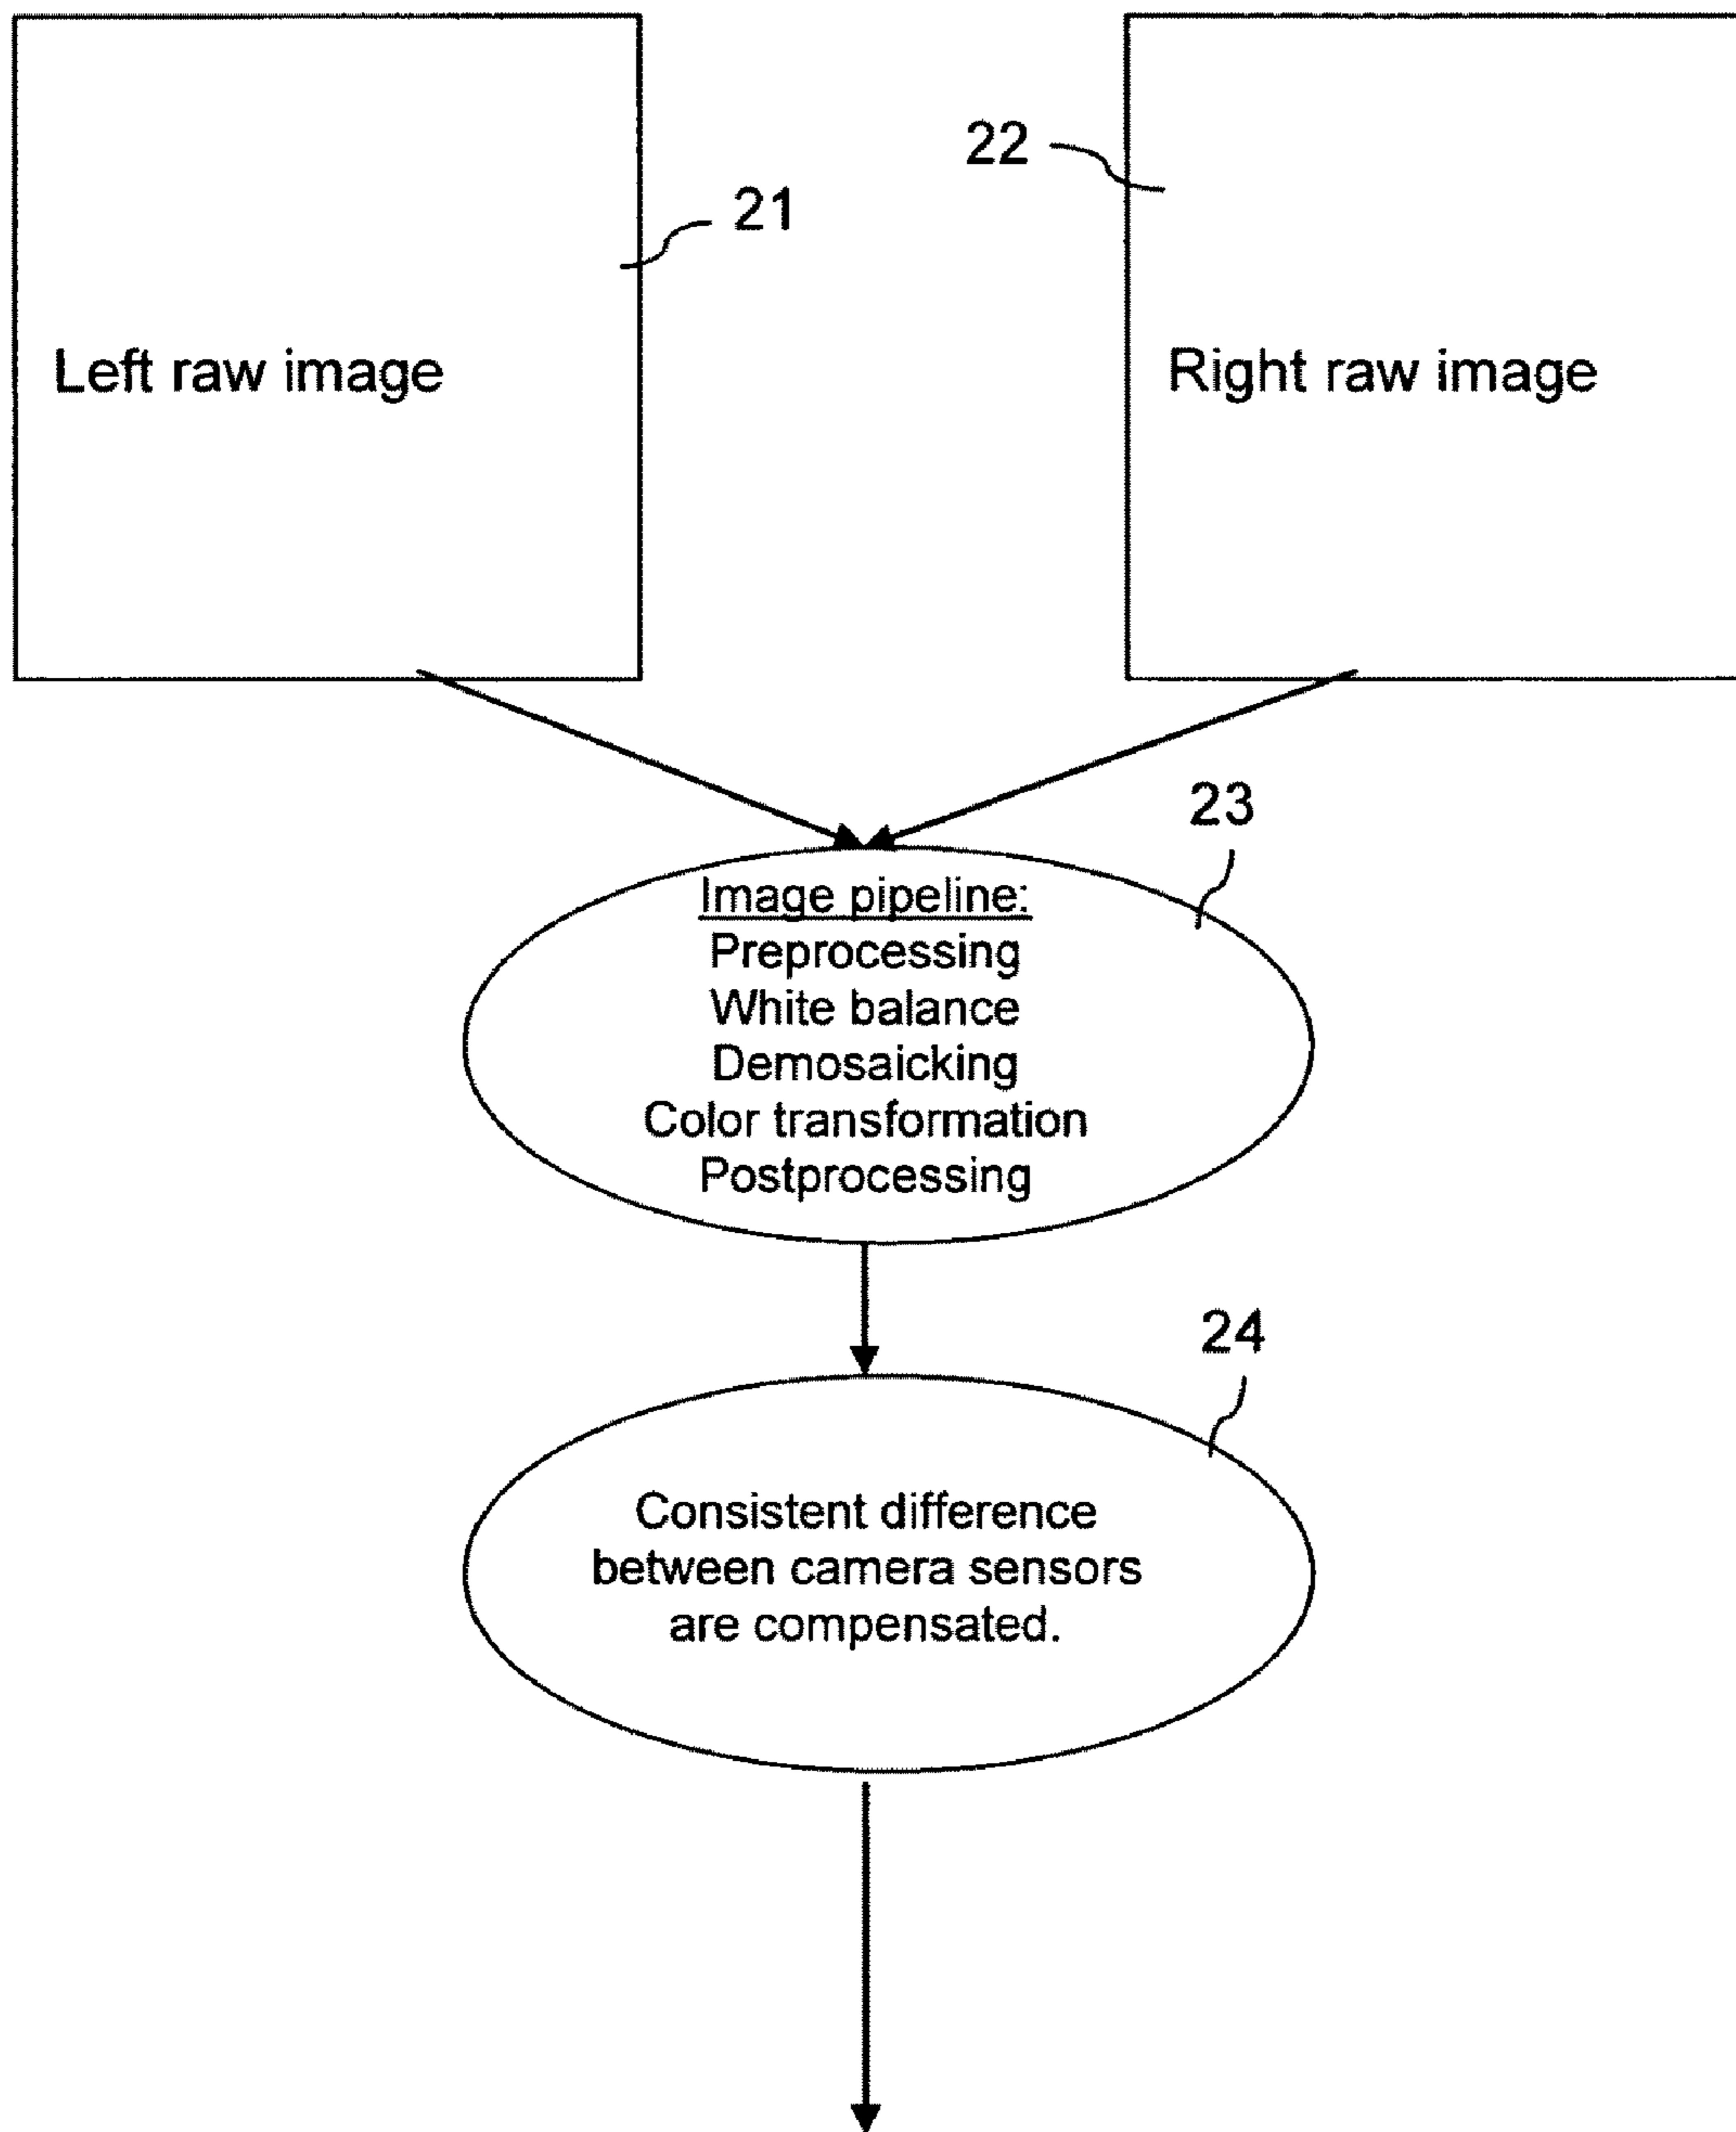 22
21
Left raw image
Right raw image
23
Image pipeline:
Preprocessing
White balance
Demosaicking
Color transformation
Postprocessing
24
Consistent difference
between camera sensors
are compensated.